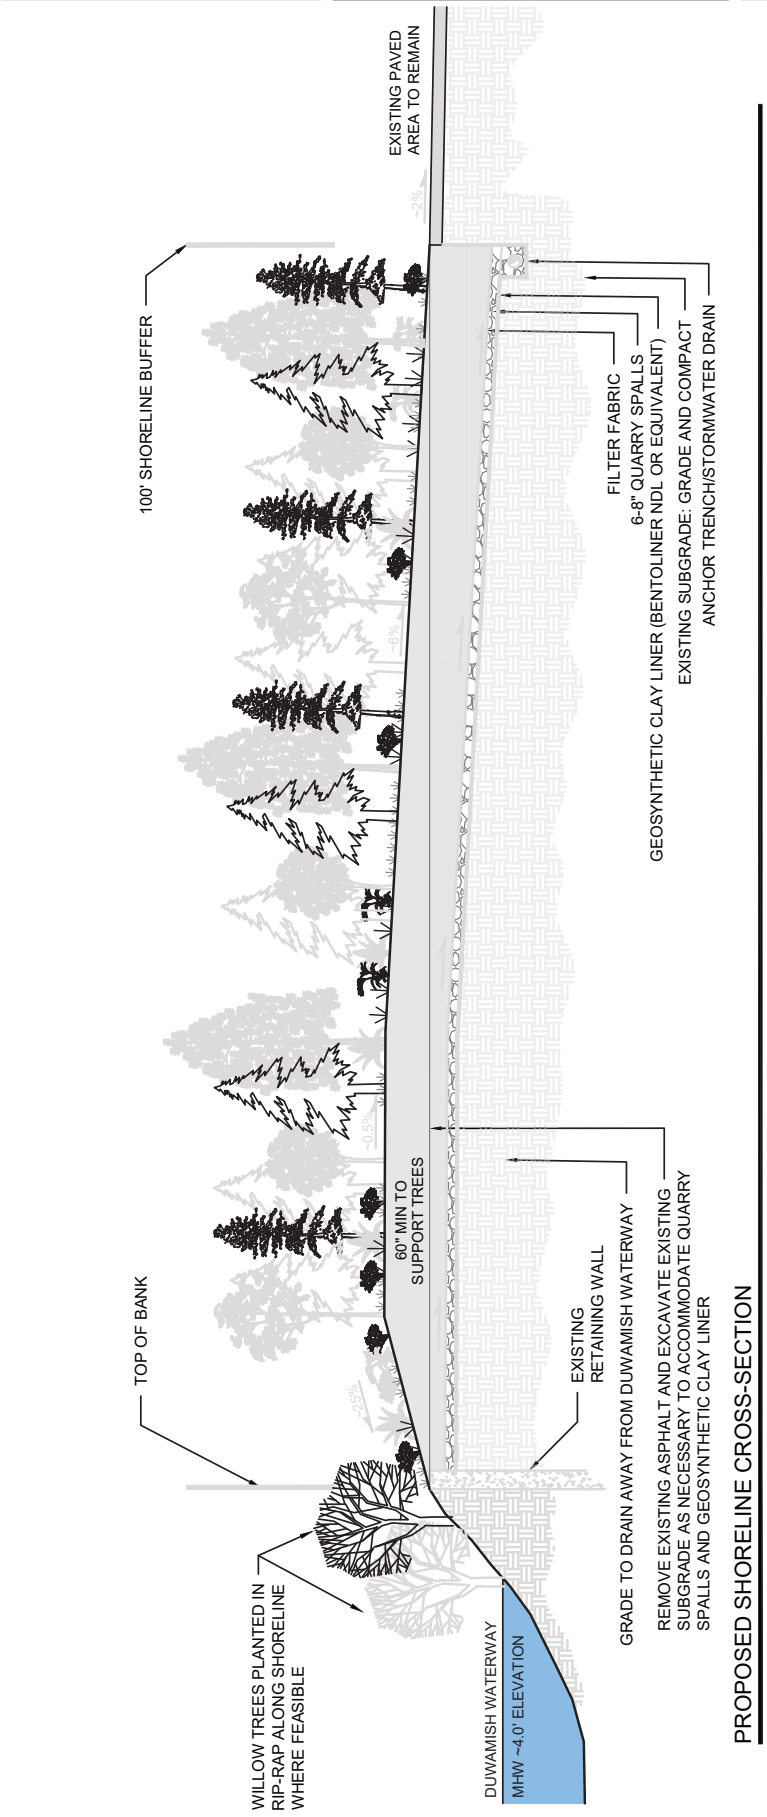 WILLOW TREES PLANTED IN
RIP-RAP ALONG SHORELINE
WHERE FEASIBLE
TOP OF BANK
100' SHORELINE BUFFER
EXISTING PAVED
AREA TO REMAIN
~25%
~0.5%
~6%
~2%
60" MIN TO
SUPPORT TREES
DUWAMISH WATERWAY
MHW ~4.0' ELEVATION
EXISTING
RETAINING WALL
GRADE TO DRAIN AWAY FROM DUWAMISH WATERWAY
REMOVE EXISTING ASPHALT AND EXCAVATE EXISTING
SUBGRADE AS NECESSARY TO ACCOMMODATE QUARRY
SPALLS AND GEOSYNTHETIC CLAY LINER
FILTER FABRIC
6-8" QUARRY SPALLS
GEOSYNTHETIC CLAY LINER (BENTOLINER NDL OR EQUIVALENT)
EXISTING SUBGRADE: GRADE AND COMPACT
ANCHOR TRENCH/STORMWATER DRAIN
PROPOSED SHORELINE CROSS-SECTION